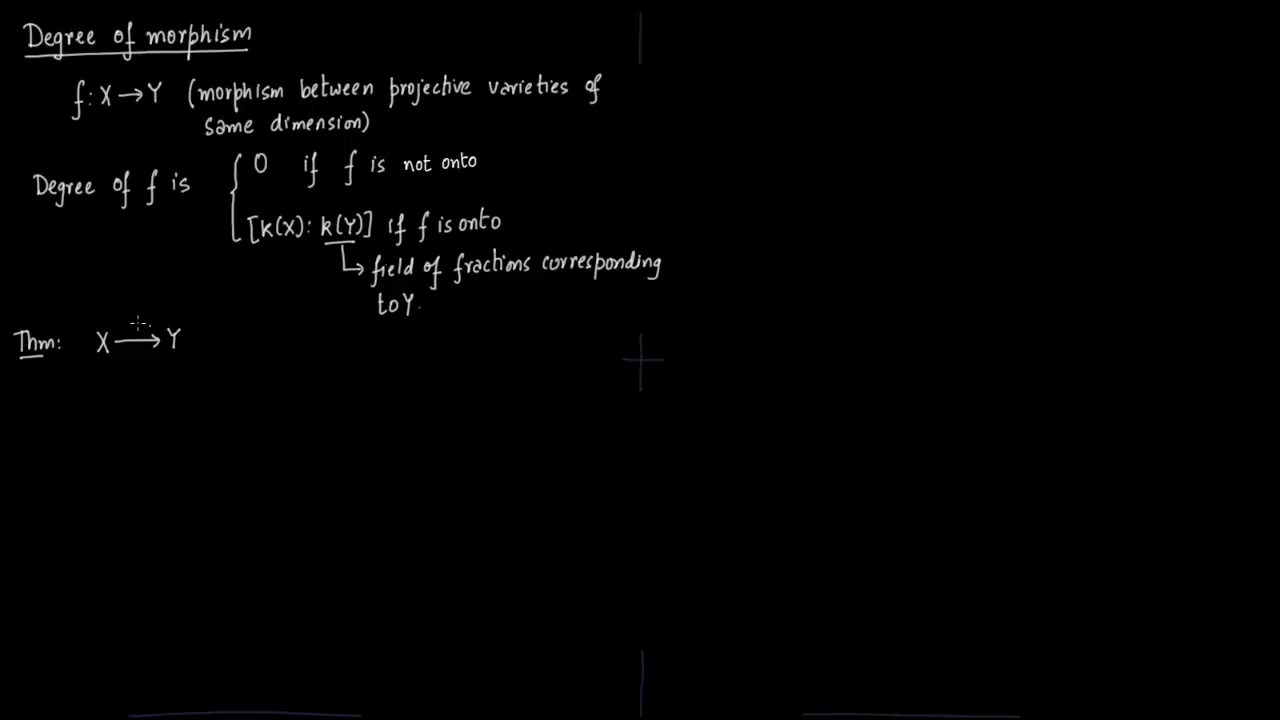 Degree of morphism
f: X → Y (morphism between projective varieties of
same dimension)
Degree of f is { 0 if f is not onto
[k(X): k(Y)] if f is onto
↳ field of fractions corresponding
to Y.
Thm: X ⟶ Y